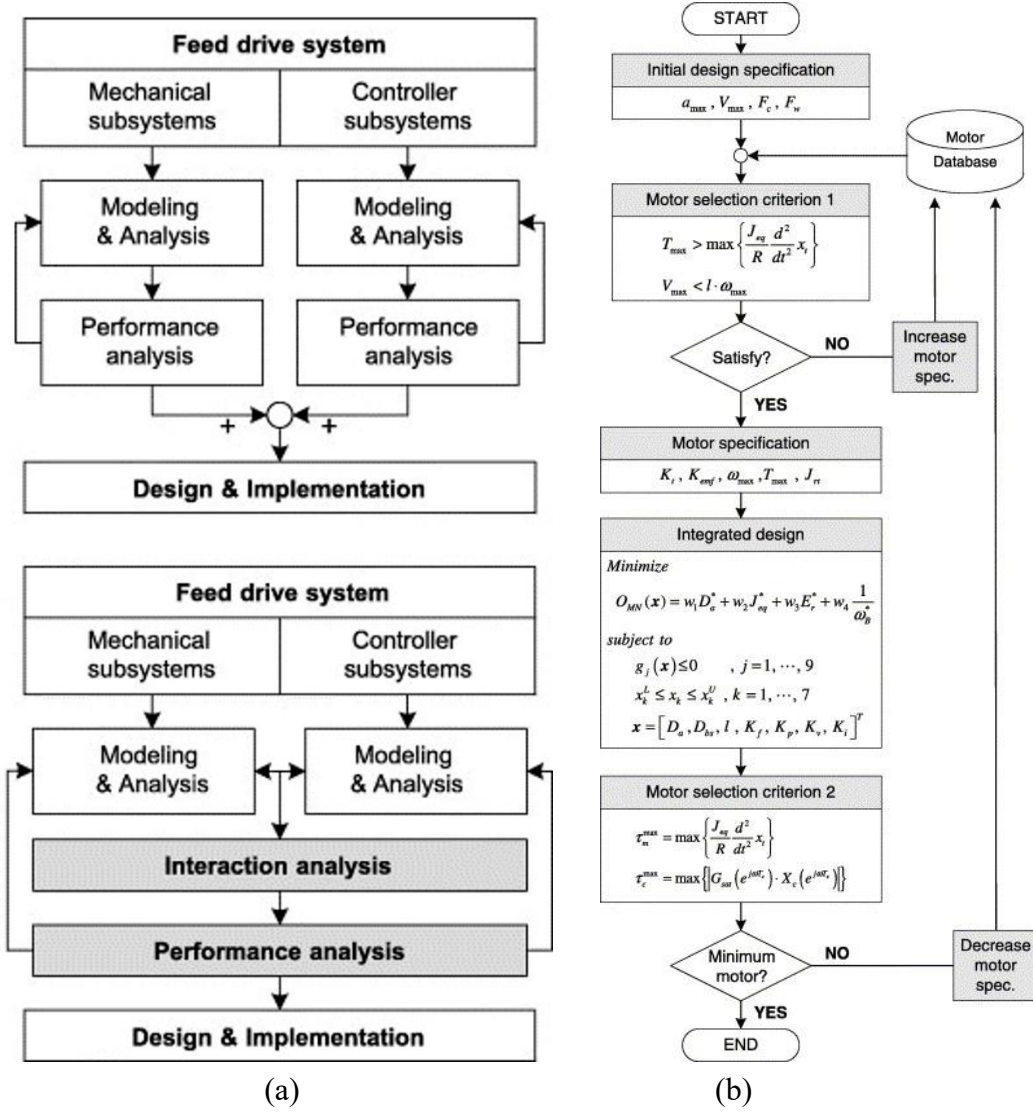 Feed drive system
Mechanical
subsystems
Controller
subsystems
Modeling
& Analysis
Modeling
& Analysis
Performance
analysis
Performance
analysis
+
+
Design & Implementation
Feed drive system
Mechanical
subsystems
Controller
subsystems
Modeling
& Analysis
Modeling
& Analysis
Interaction analysis
Performance analysis
Design & Implementation
(a)
START
Initial design specification
a_max , V_max , F_c , F_w
Motor
Database
Motor selection criterion 1
T_max > max{J_eq/R d²/dt² x_t}
V_max < l · ω_max
Satisfy?
NO
Increase
motor
spec.
YES
Motor specification
K_t , K_emf , ω_max , T_max , J_rt
Integrated design
Minimize
O_MN(x) = w_1 D_a^* + w_2 J_eq^* + w_3 E_r^* + w_4 1/ω_B^*
subject to
g_j(x) ≤ 0 , j = 1, ⋯, 9
x_k^L ≤ x_k ≤ x_k^U , k = 1, ⋯, 7
x = [D_a , D_bs , l , K_f , K_p , K_v , K_i]^T
Motor selection criterion 2
τ_m^max = max{J_eq/R d²/dt² x_t}
τ_c^max = max{|G_sat(e^{jωT_s}) · X_c(e^{jωT_s})|}
Minimum
motor?
NO
Decrease
motor
spec.
YES
END
(b)